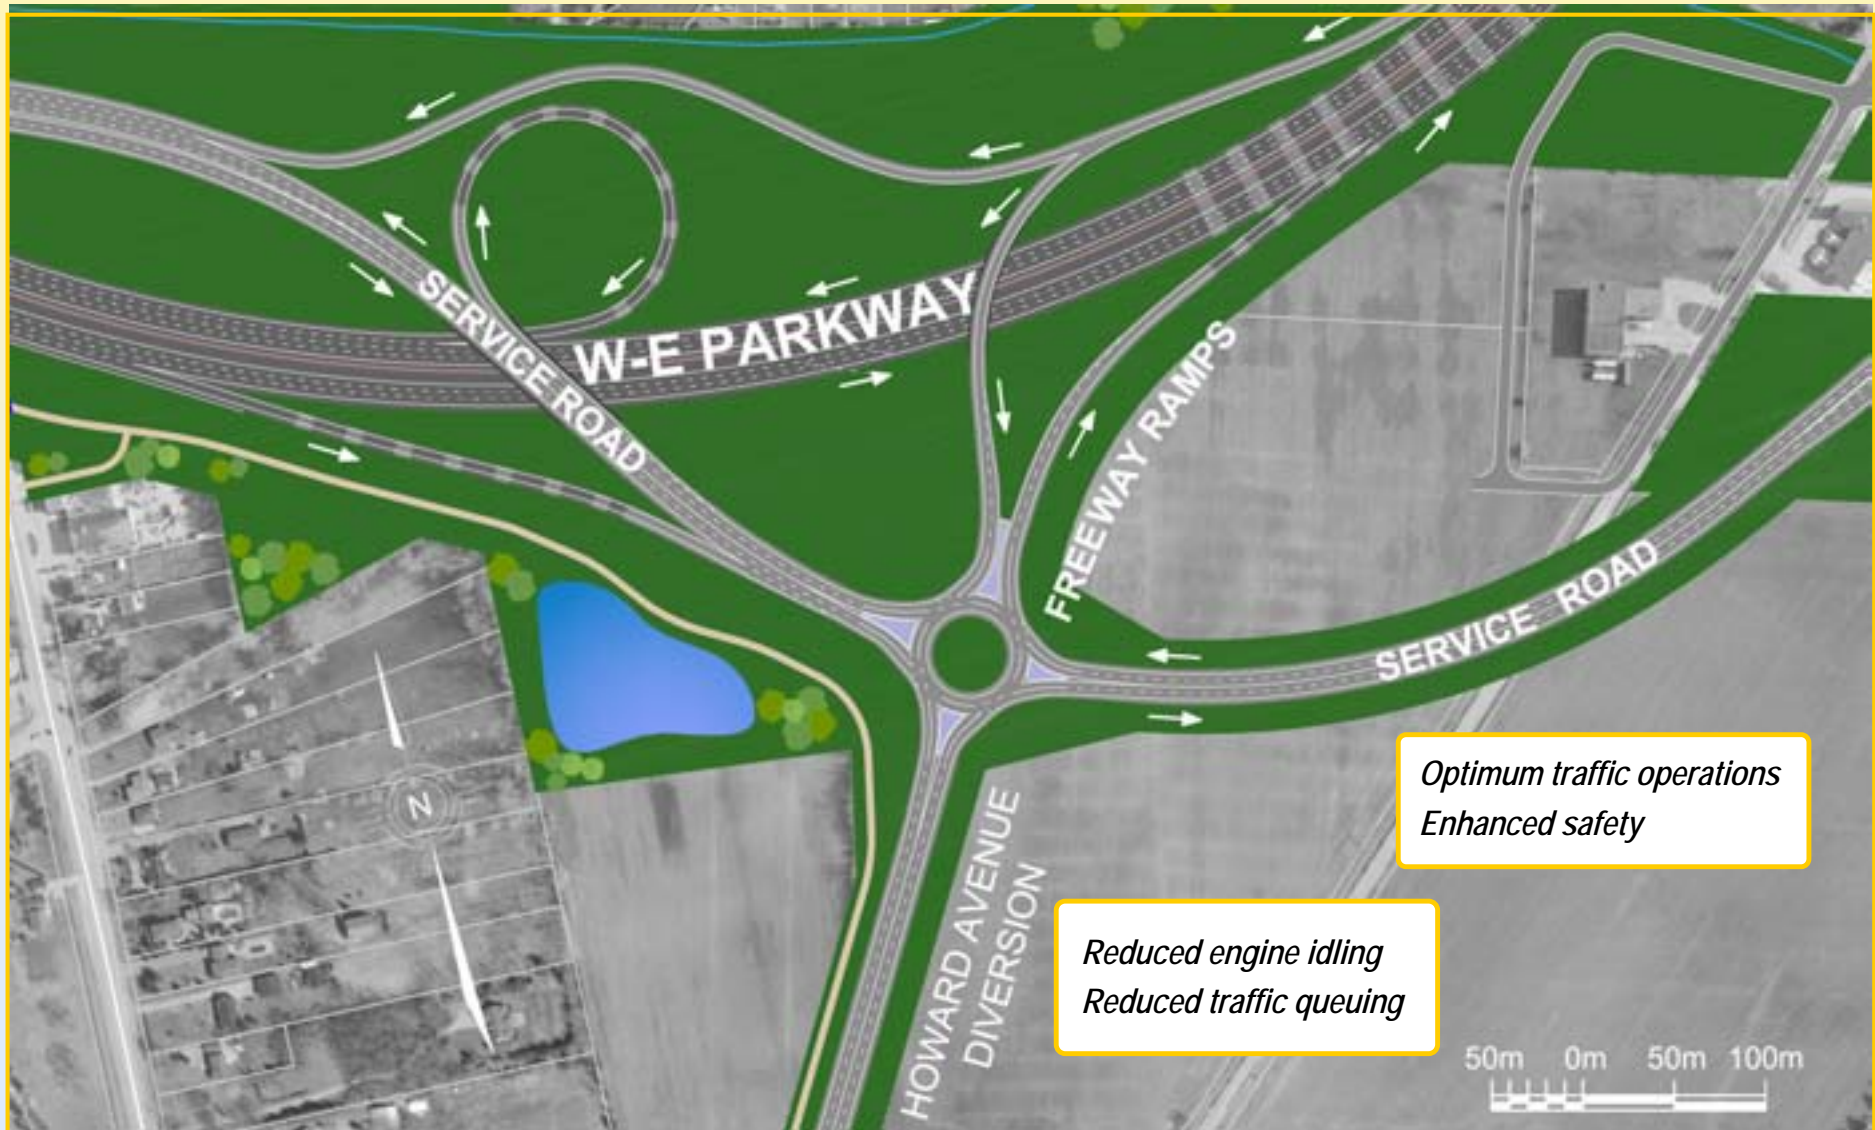 SERVICE ROAD
W-E PARKWAY
FREEWAY RAMPS
SERVICE ROAD
Optimum traffic operations
Enhanced safety
N
HOWARD AVENUE
DIVERSION
Reduced engine idling
Reduced traffic queuing
50m 0m 50m 100m